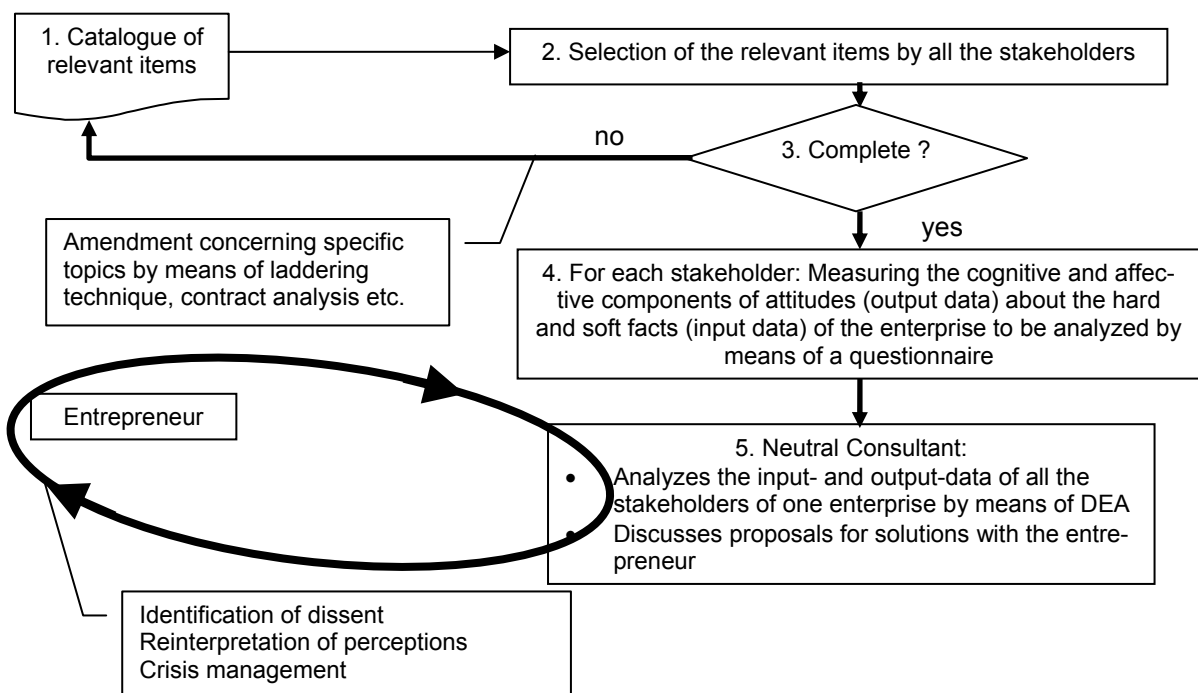 1. Catalogue of
relevant items
2. Selection of the relevant items by all the stakeholders
no
3. Complete ?
yes
Amendment concerning specific
topics by means of laddering
technique, contract analysis etc.
4. For each stakeholder: Measuring the cognitive and affec-
tive components of attitudes (output data) about the hard
and soft facts (input data) of the enterprise to be analyzed by
means of a questionnaire
Entrepreneur
5. Neutral Consultant:
• Analyzes the input- and output-data of all the
stakeholders of one enterprise by means of DEA
• Discusses proposals for solutions with the entre-
preneur
Identification of dissent
Reinterpretation of perceptions
Crisis management